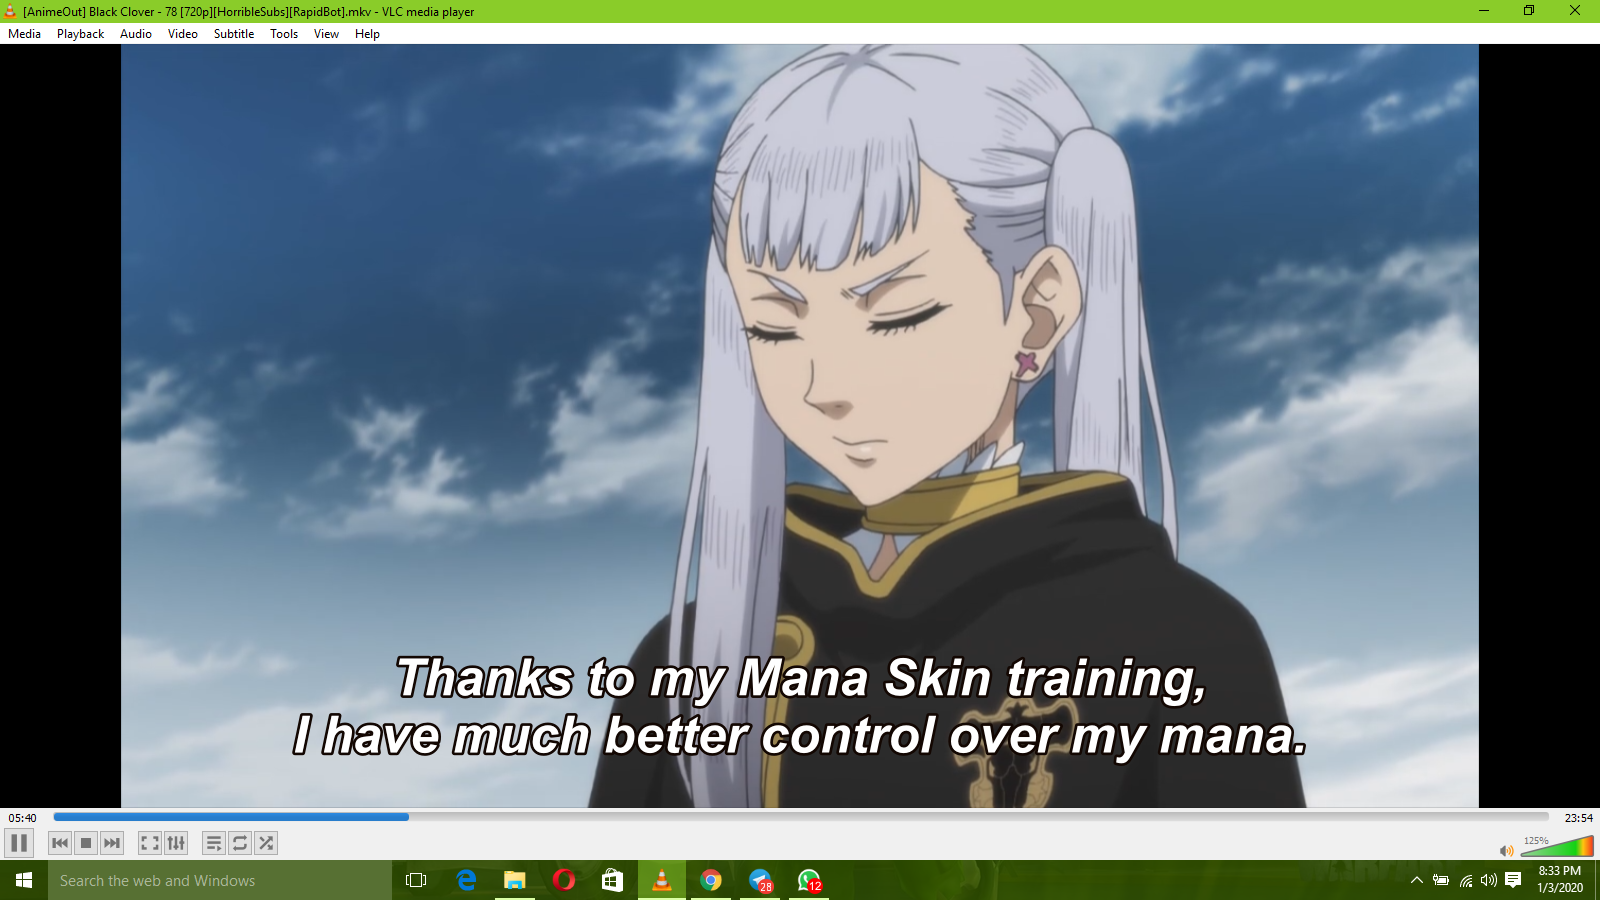 [AnimeOut] Black Clover - 78 [720p][HorribleSubs][RapidBot].mkv - VLC media player
Media Playback Audio Video Subtitle Tools View Help
Thanks to my Mana Skin training,
I have much better control over my mana.
05:40
23:54
125%
Search the web and Windows
28
12
8:33 PM
1/3/2020